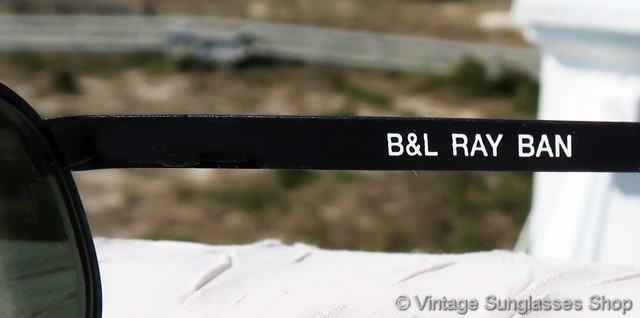 B&L RAY BAN
© Vintage Sunglasses Shop